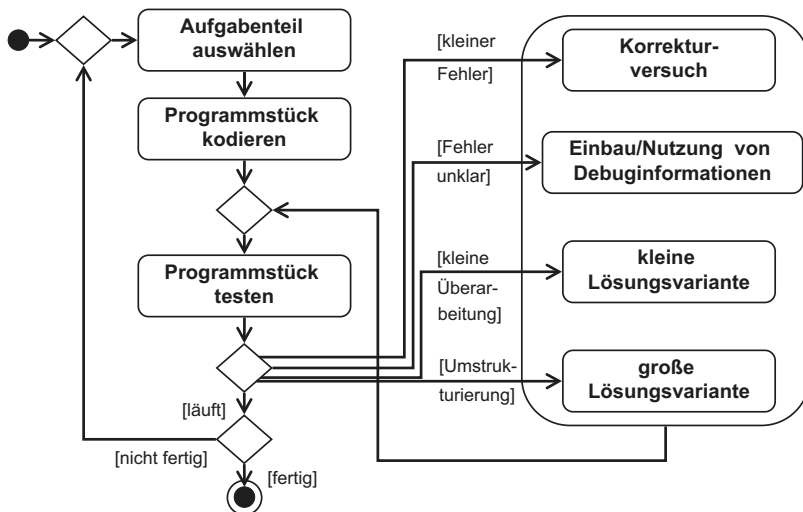 Aufgabenteil
auswählen
Programmstück
kodieren
Programmstück
testen
[läuft]
[nicht fertig]
[fertig]
[kleiner
Fehler]
[Fehler
unklar]
[kleine
Überar-
beitung]
[Umstruk-
turierung]
Korrektur-
versuch
Einbau/Nutzung von
Debuginformationen
kleine
Lösungsvariante
große
Lösungsvariante